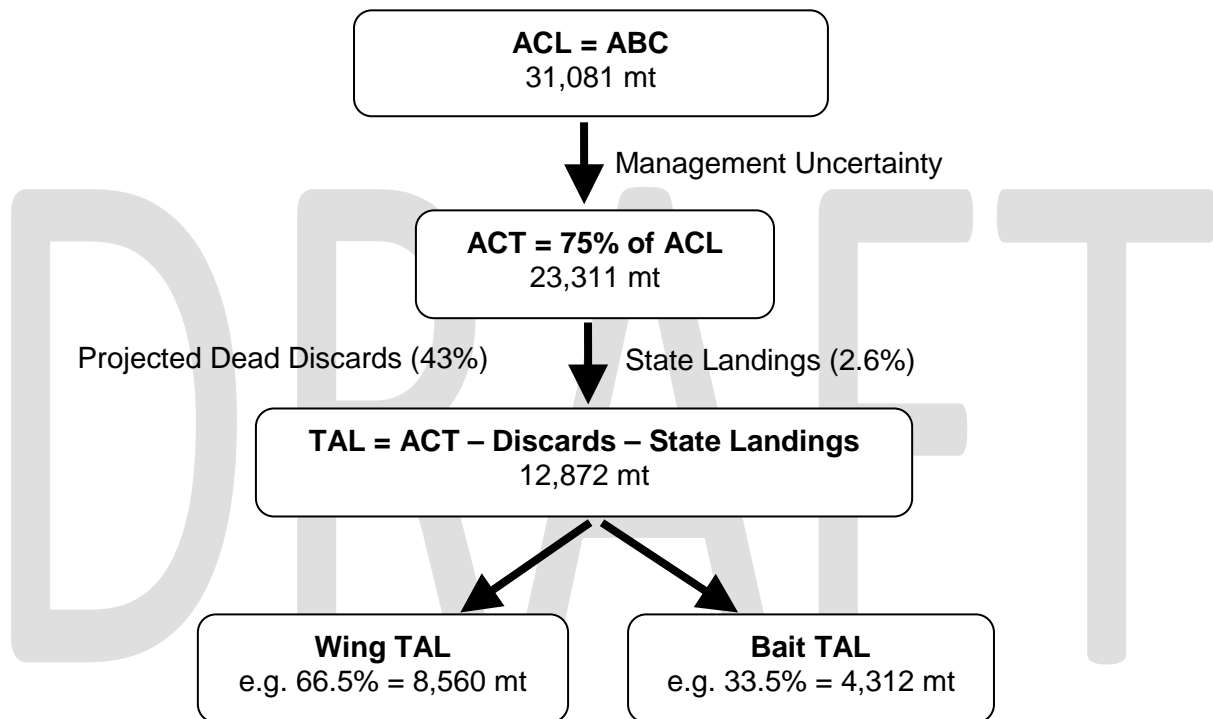 ACL = ABC
31,081 mt
Management Uncertainty
ACT = 75% of ACL
23,311 mt
Projected Dead Discards (43%)
State Landings (2.6%)
TAL = ACT – Discards – State Landings
12,872 mt
Wing TAL
e.g. 66.5% = 8,560 mt
Bait TAL
e.g. 33.5% = 4,312 mt
DRAFT